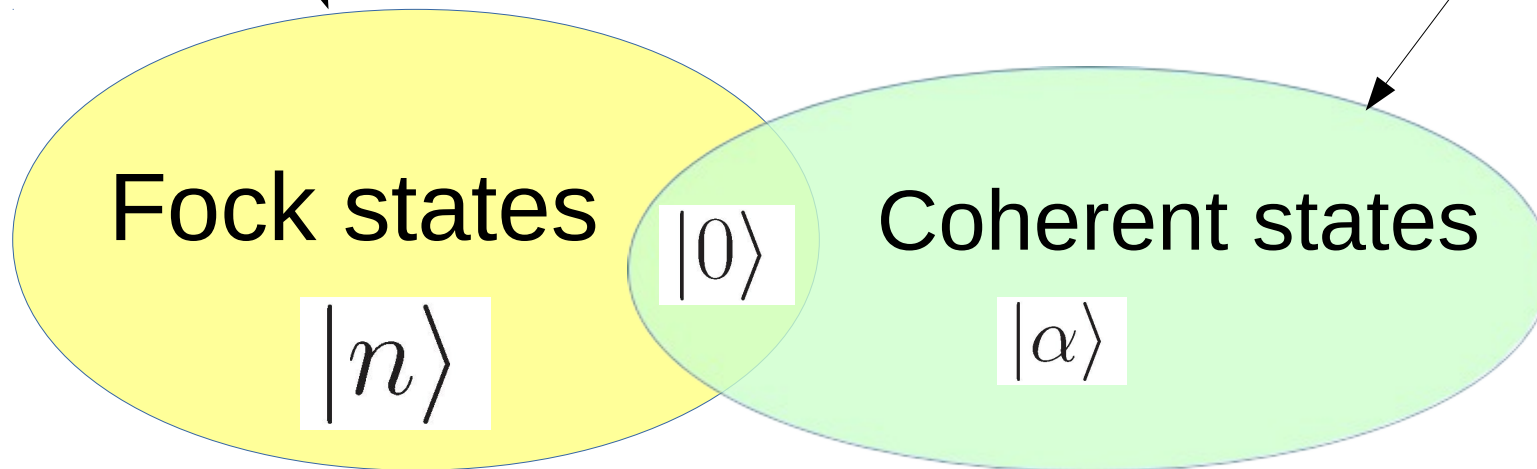 Fock states
|0⟩
Coherent states
|n⟩
|α⟩